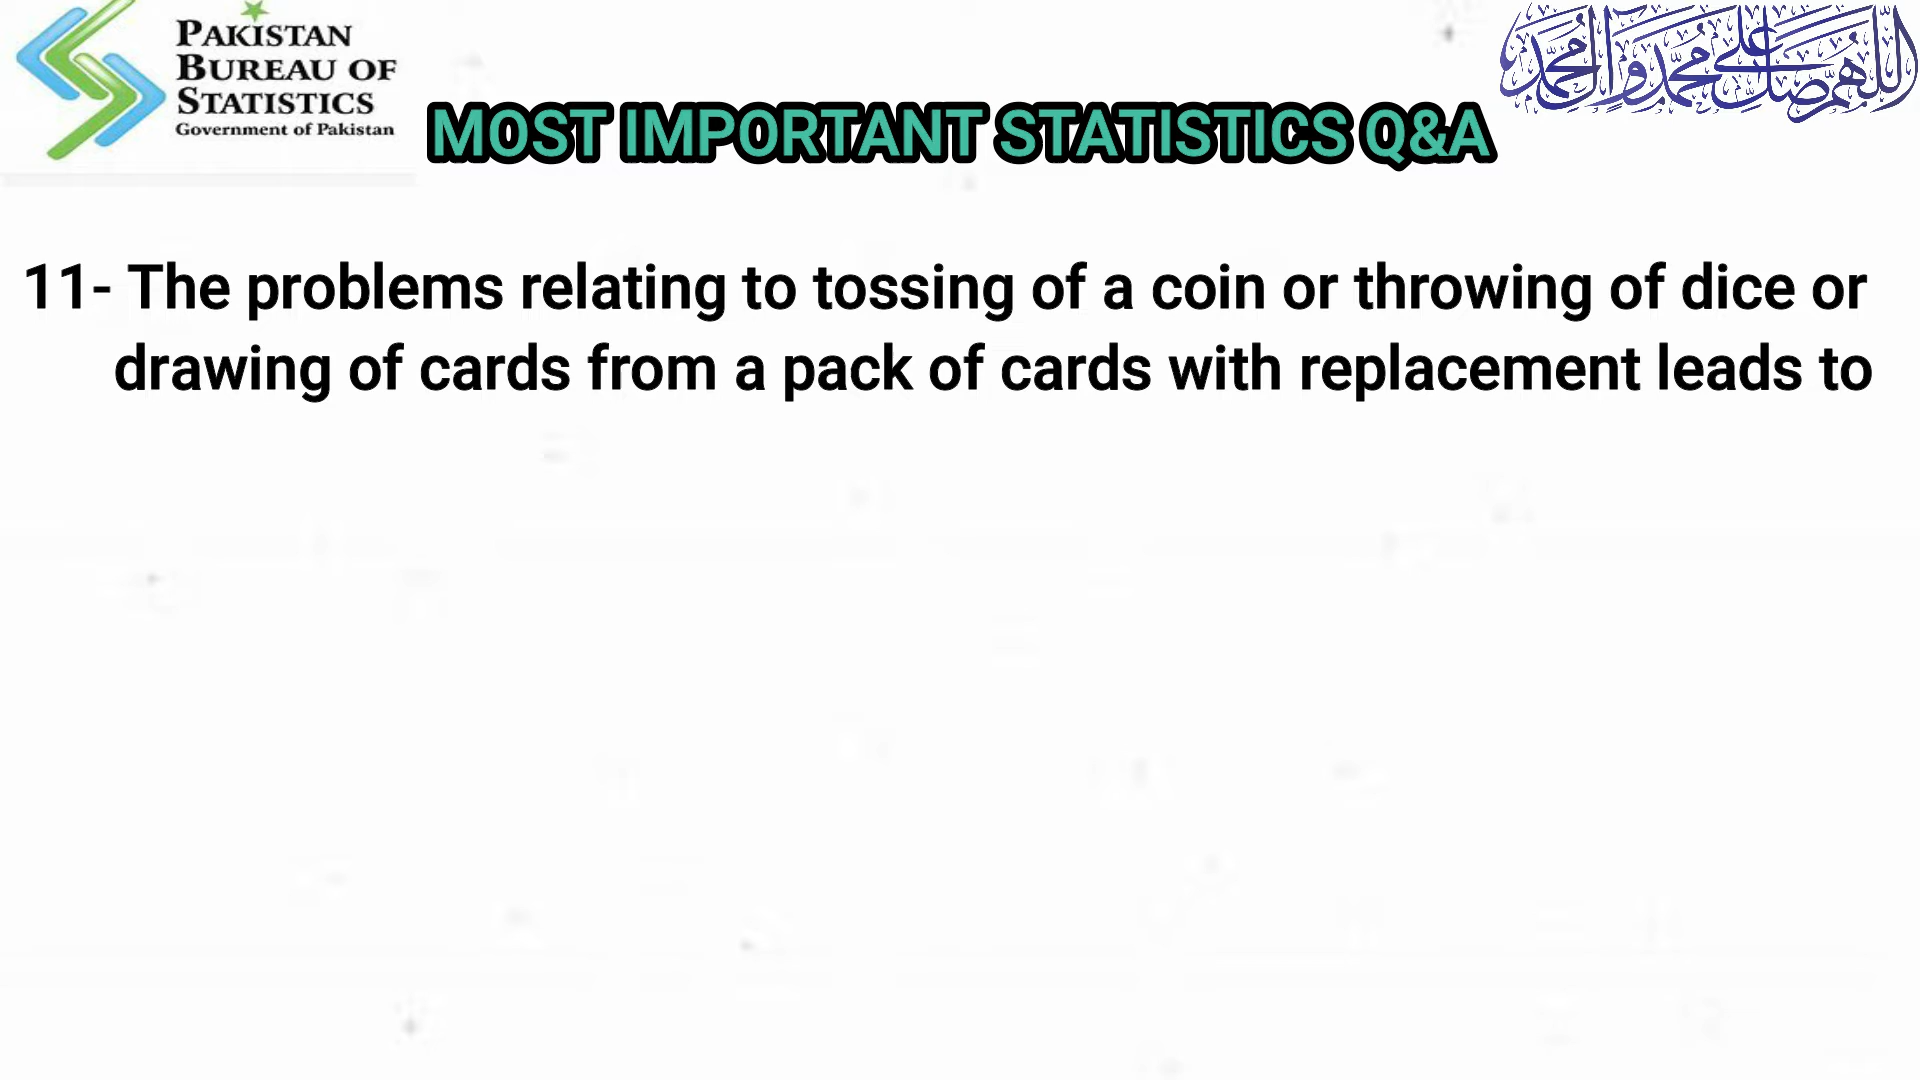 PAKISTAN
BUREAU OF
STATISTICS
Government of Pakistan
اللهم صل على محمد وآل محمد
MOST IMPORTANT STATISTICS Q&A
11- The problems relating to tossing of a coin or throwing of dice or
drawing of cards from a pack of cards with replacement leads to